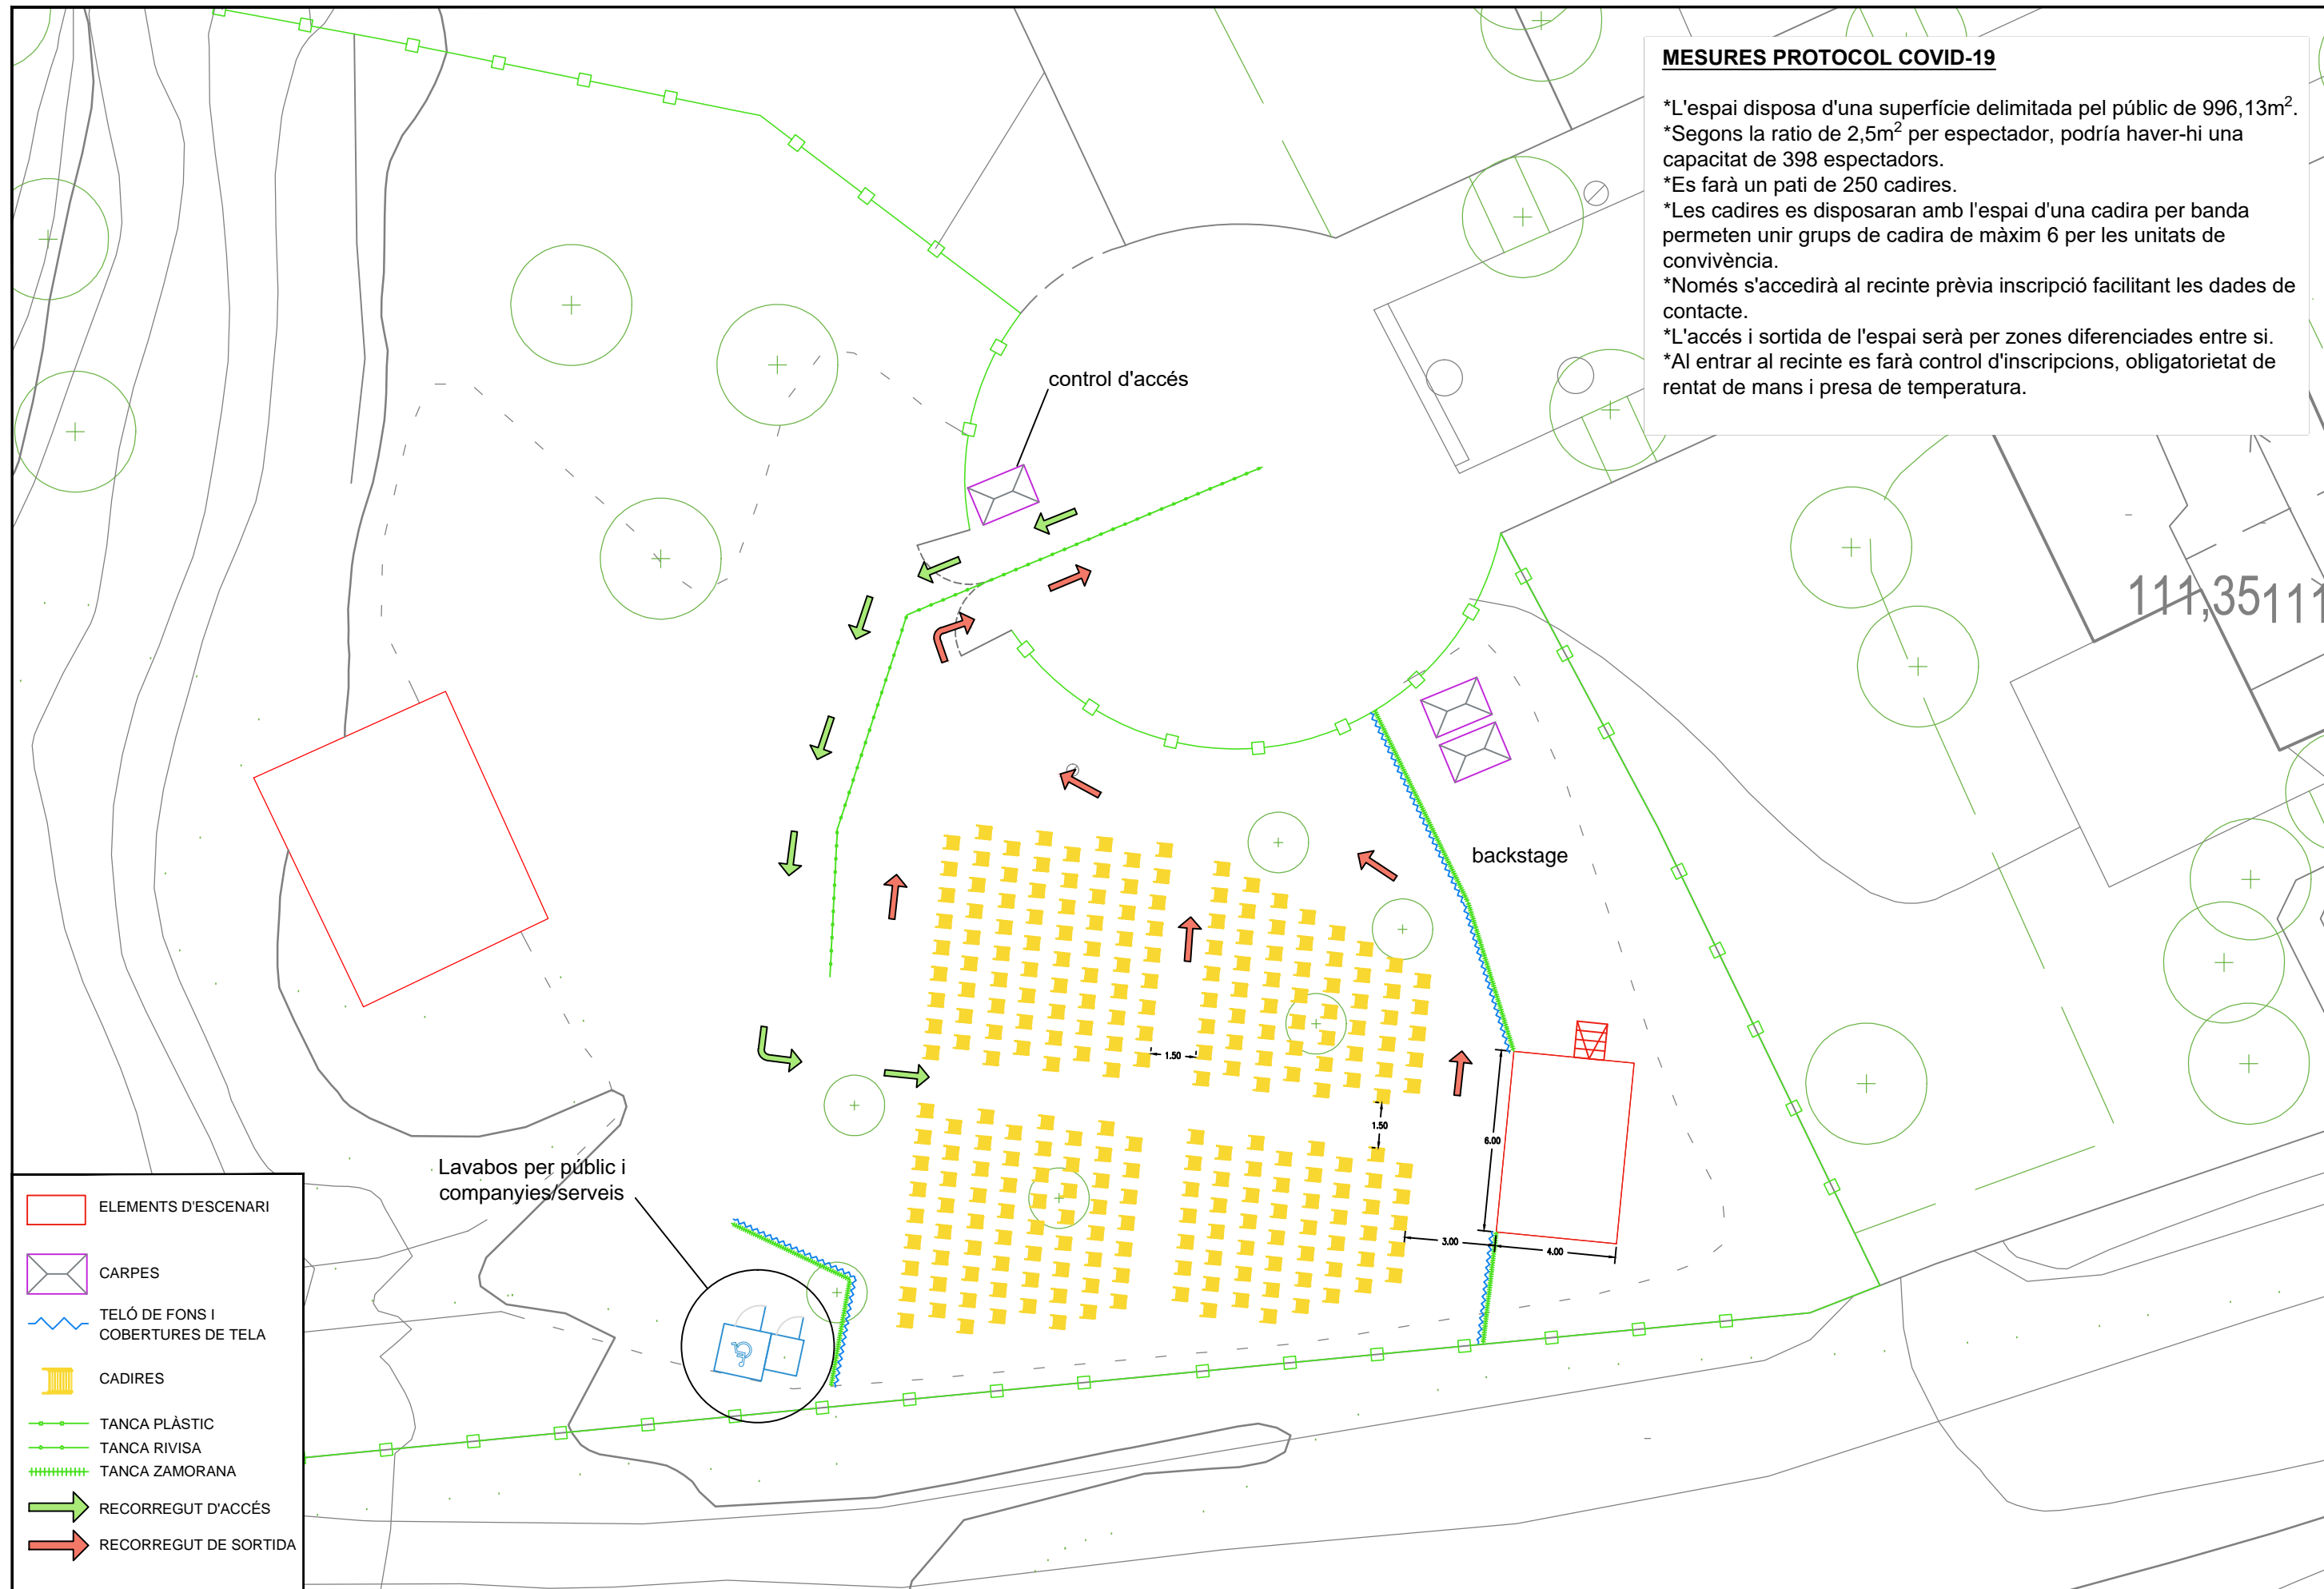 MESURES PROTOCOL COVID-19
*L'espai disposa d'una superfície delimitada pel públic de 996,13m².
*Segons la ratio de 2,5m² per espectador, podría haver-hi una
capacitat de 398 espectadors.
*Es farà un pati de 250 cadires.
*Les cadires es disposaran amb l'espai d'una cadira per banda
permeten unir grups de cadira de màxim 6 per les unitats de
convivència.
*Només s'accedirà al recinte prèvia inscripció facilitant les dades de
contacte.
*L'accés i sortida de l'espai serà per zones diferenciades entre si.
*Al entrar al recinte es farà control d'inscripcions, obligatorietat de
rentat de mans i presa de temperatura.
control d'accés
111,35
111
backstage
1.50
1.50
6.00
3.00
4.00
Lavabos per públic i
companyies/serveis
ELEMENTS D'ESCENARI
CARPES
TELÓ DE FONS I
COBERTURES DE TELA
CADIRES
TANCA PLÀSTIC
TANCA RIVISA
TANCA ZAMORANA
RECORREGUT D'ACCÉS
RECORREGUT DE SORTIDA